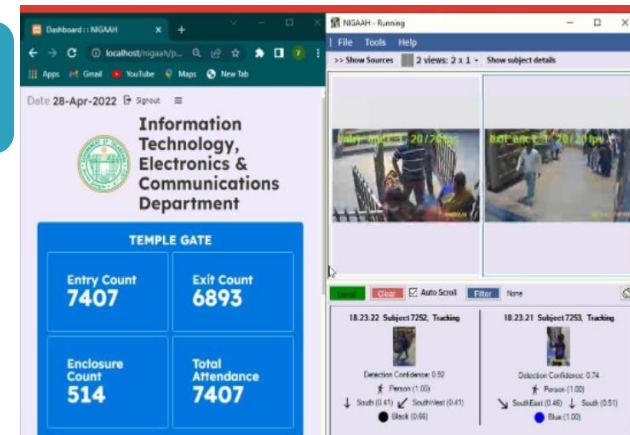 Dashboard :: NIGAAH
localhost/nigaah/p...
Apps Gmail YouTube Maps New Tab
Date 28-Apr-2022 Signout
Information
Technology,
Electronics &
Communications
Department
TEMPLE GATE
Entry Count
7407
Exit Count
6893
Enclosure
Count
514
Total
Attendance
7407
NIGAAH - Running
File Tools Help
>> Show Sources 2 views: 2 x 1 Show subject details
20/20fps
20/20fps
Clear Auto Scroll Filter None
18.23.22 Subject 7252, Tracking
Detection Confidence: 0.92
Person (1.00)
South (0.41) SouthWest (0.41)
Black (0.66)
18.23.21 Subject 7253, Tracking
Detection Confidence: 0.74
Person (1.00)
SouthEast (0.46) South (0.51)
Blue (1.00)